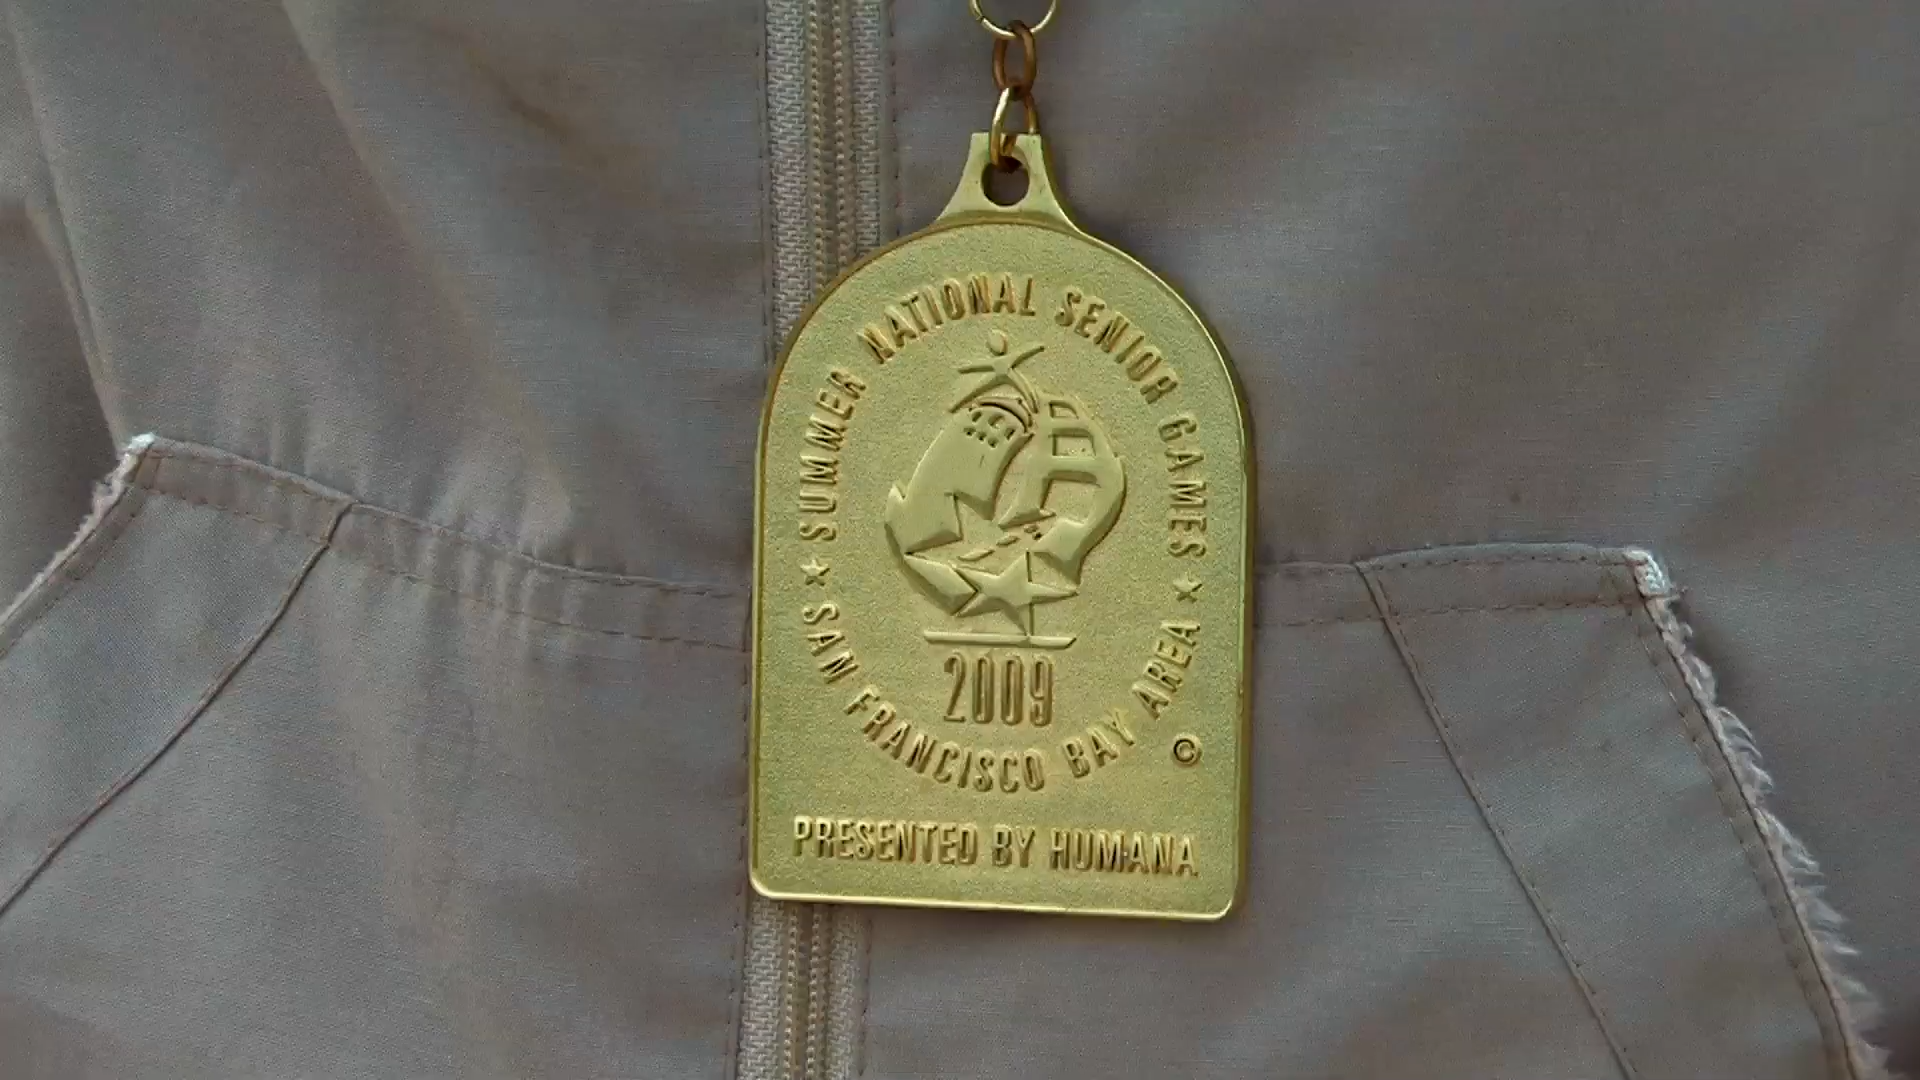 ★ SUMMER NATIONAL SENIOR GAMES ★
2009
SAN FRANCISCO BAY AREA
©
PRESENTED BY HUMANA